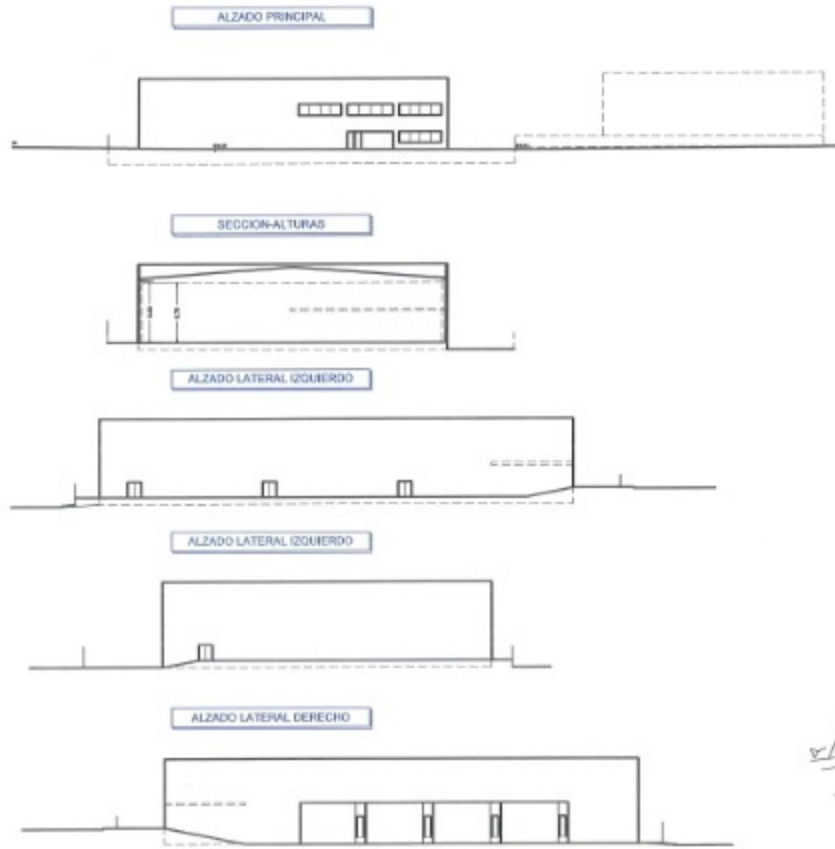 ALZADO PRINCIPAL
SECCION-ALTURAS
ALZADO LATERAL IZQUIERDO
ALZADO LATERAL IZQUIERDO
ALZADO LATERAL DERECHO